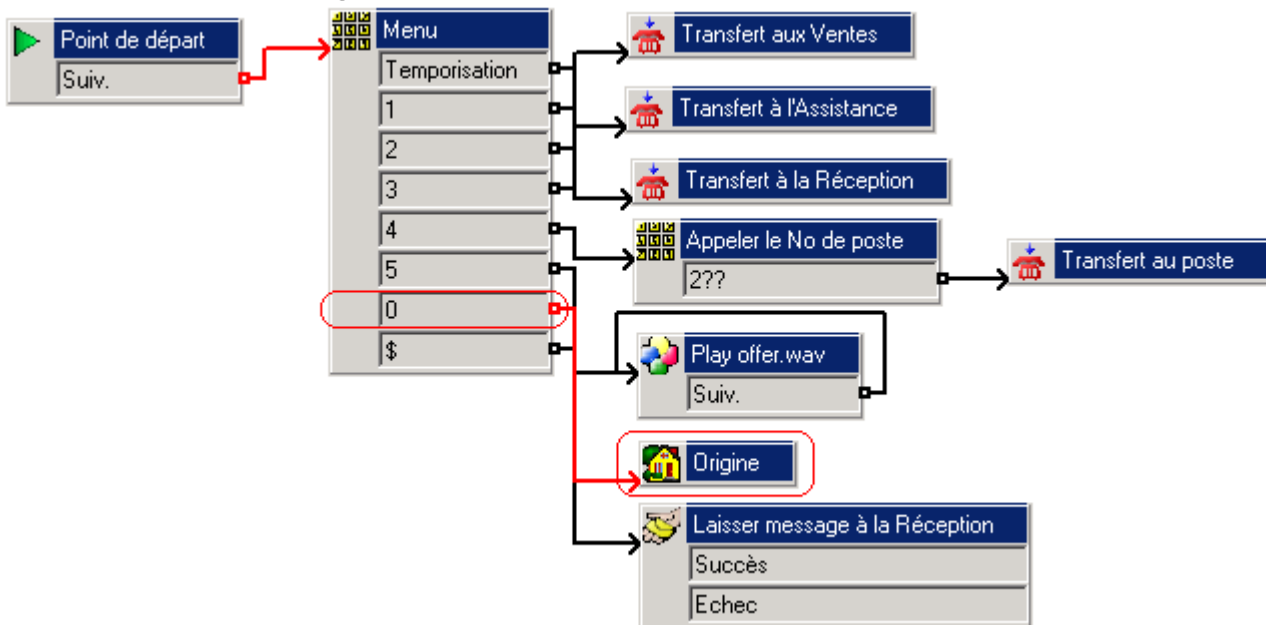 Point de départ
Suiv.
Menu
Temporisation
1
2
3
4
5
0
$
Transfert aux Ventes
Transfert à l'Assistance
Transfert à la Réception
Appeler le No de poste
2??
Transfert au poste
Play offer.wav
Suiv.
Origine
Laisser message à la Réception
Succès
Echec